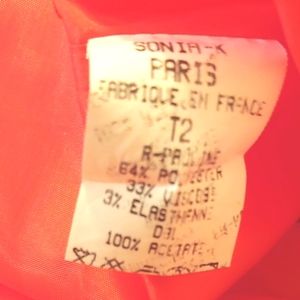 SONIA-K
PARIS
FABRIQUE EN FRANCE
T2
64% POLYESTER
33% VISCOSE
3% ELASTHANNE
100% ACETATE